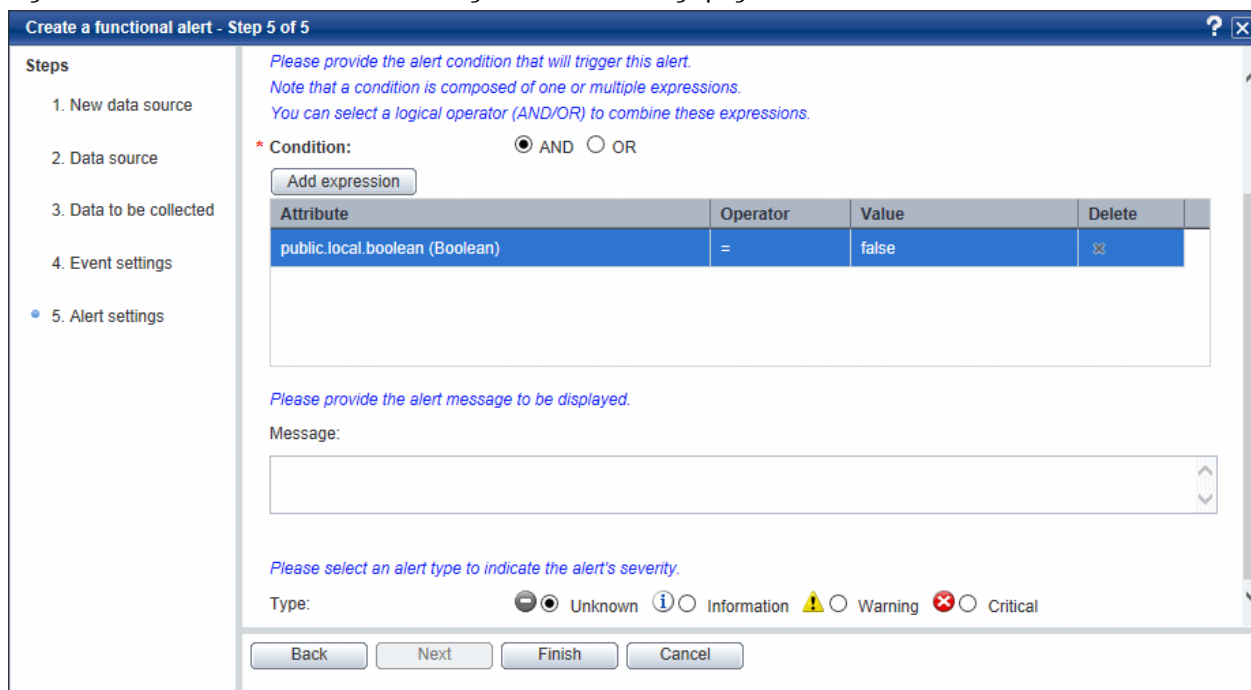 Create a functional alert - Step 5 of 5 ?
Steps
1. New data source
2. Data source
3. Data to be collected
4. Event settings
5. Alert settings
Please provide the alert condition that will trigger this alert.
Note that a condition is composed of one or multiple expressions.
You can select a logical operator (AND/OR) to combine these expressions.
* Condition: AND OR
Add expression
Attribute Operator Value Delete
public.local.boolean (Boolean) = false
Please provide the alert message to be displayed.
Message:
Please select an alert type to indicate the alert's severity.
Type: Unknown Information Warning Critical
Back Next Finish Cancel